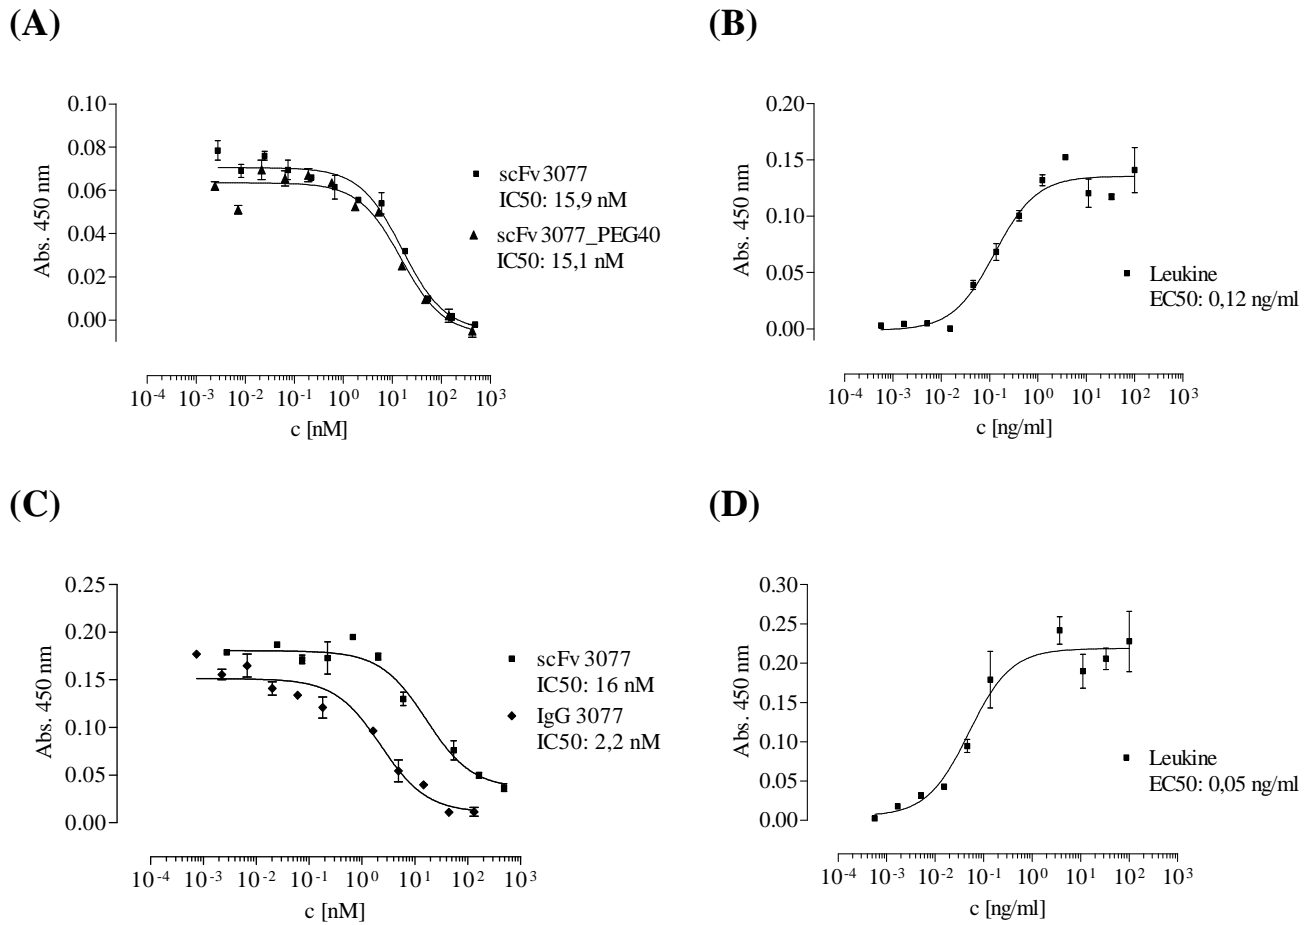 (A)
0.10
0.08
0.06
0.04
0.02
0.00
Abs. 450 nm
scFv 3077
IC50: 15,9 nM
scFv 3077_PEG40
IC50: 15,1 nM
10-4 10-3 10-2 10-1 100 101 102 103
c [nM]
(B)
0.20
0.15
0.10
0.05
0.00
Abs. 450 nm
Leukine
EC50: 0,12 ng/ml
10-4 10-3 10-2 10-1 100 101 102 103
c [ng/ml]
(C)
0.25
0.20
0.15
0.10
0.05
0.00
Abs. 450 nm
scFv 3077
IC50: 16 nM
IgG 3077
IC50: 2,2 nM
10-4 10-3 10-2 10-1 100 101 102 103
c [nM]
(D)
0.30
0.25
0.20
0.15
0.10
0.05
0.00
Abs. 450 nm
Leukine
EC50: 0,05 ng/ml
10-4 10-3 10-2 10-1 100 101 102 103
c [ng/ml]